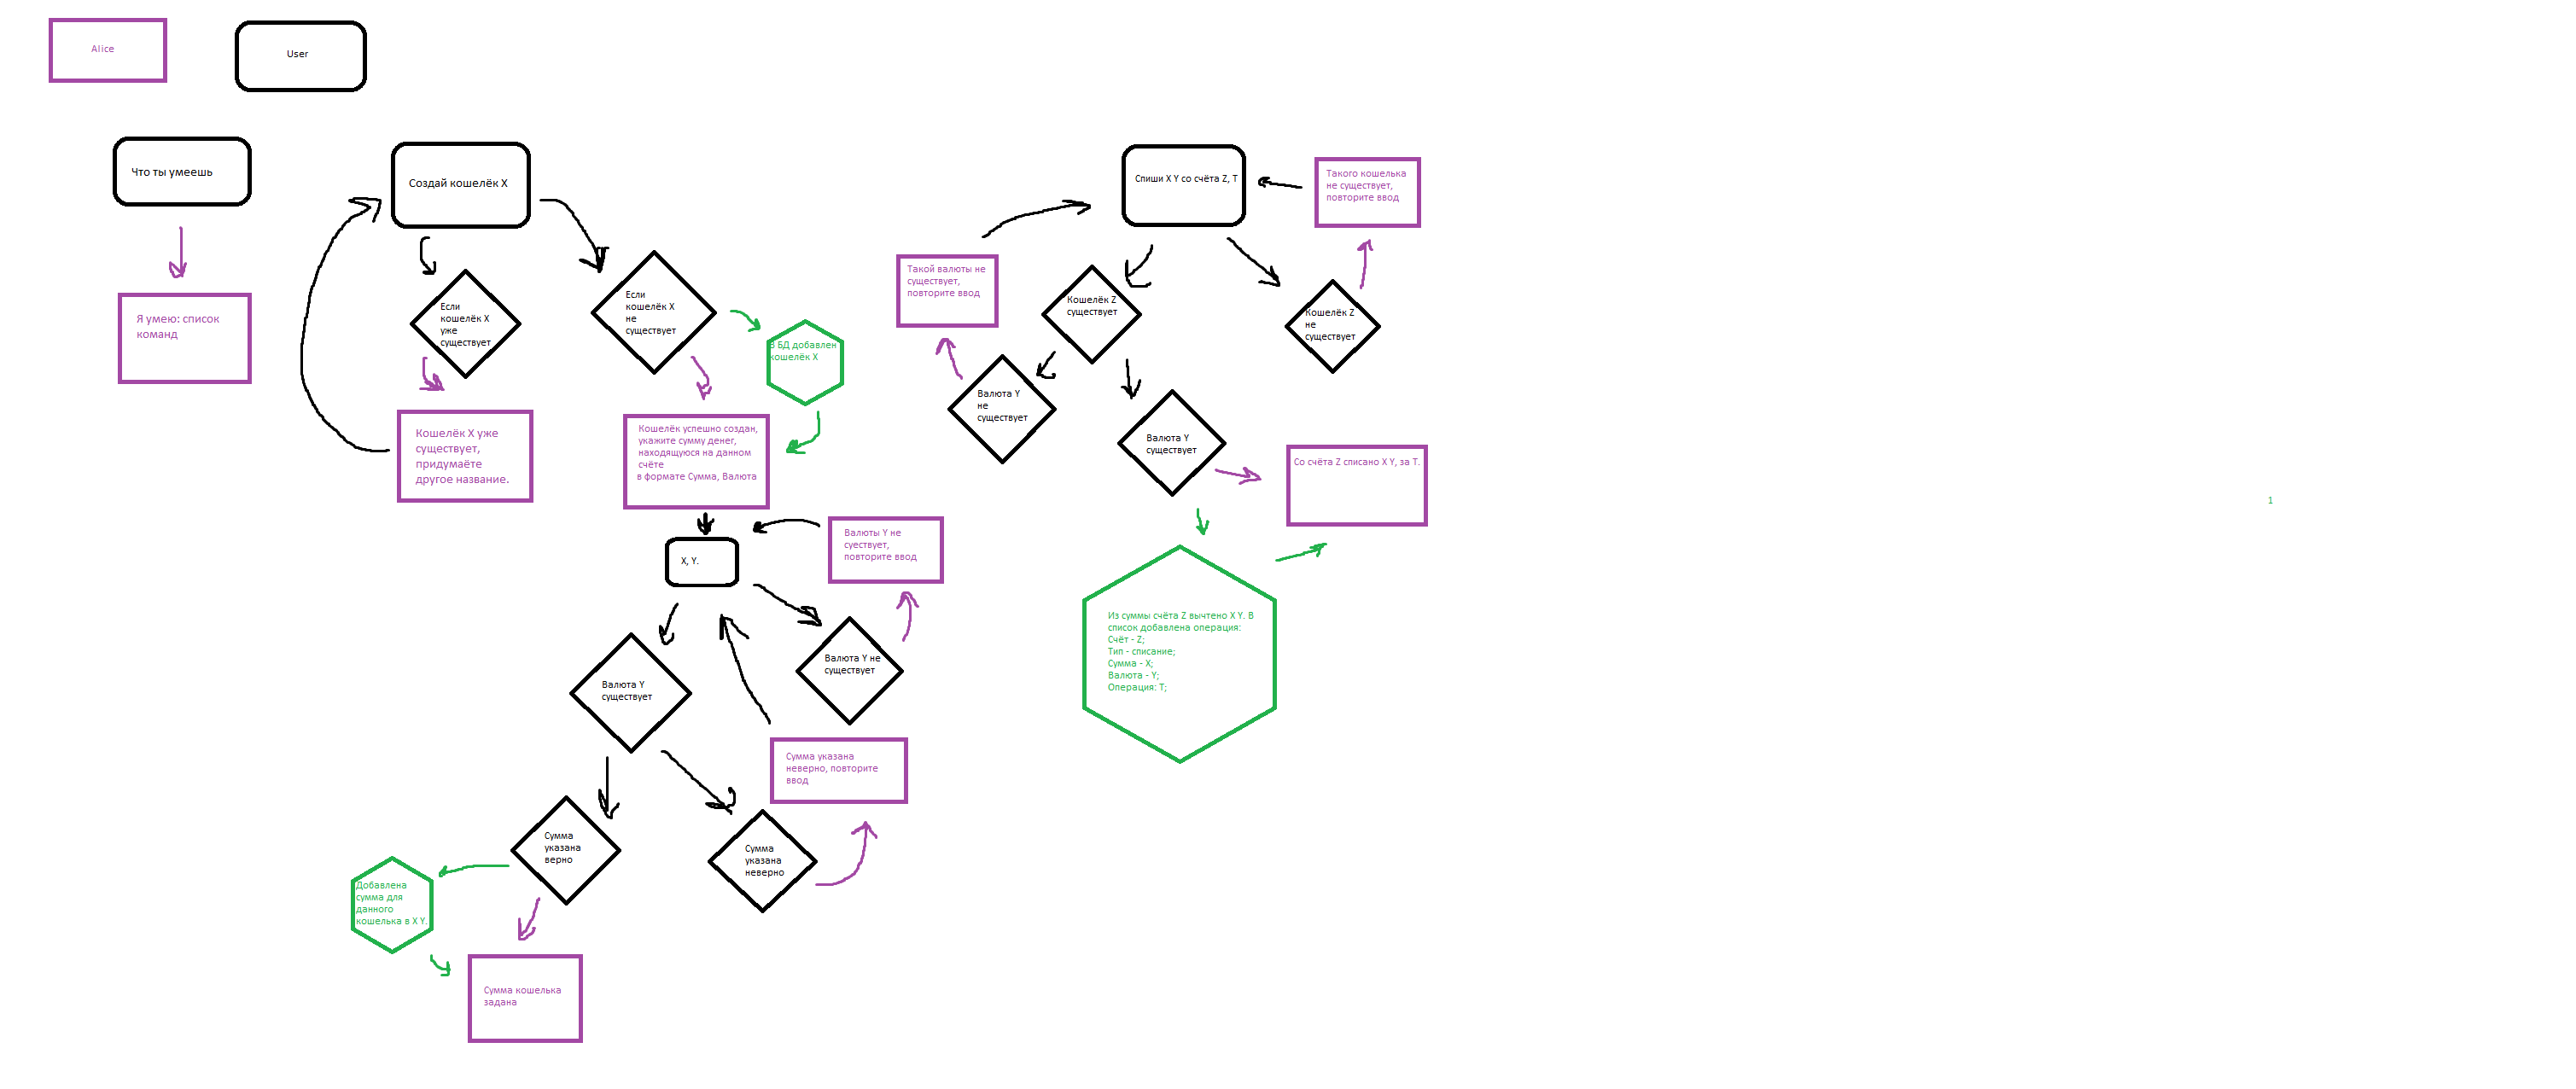 Alice
User
Что ты умеешь
Я умею: список
команд
Создай кошелёк X
Если
кошелёк X
уже
существует
Кошелёк X уже
существует,
придумаёте
другое название.
Если
кошелёк X
не
существует
В БД добавлен
кошелёк X
Кошелёк успешно создан,
укажите сумму денег,
находящуюся на данном
счёте
в формате Сумма, Валюта
X, Y.
Валюты Y не
суествует,
повторите ввод
Валюта Y не
существует
Валюта Y
существует
Сумма указана
неверно, повторите
ввод
Сумма
указана
верно
Сумма
указана
неверно
Добавлена
сумма для
данного
кошелька в X Y.
Сумма кошелька
задана
Спиши X Y со счёта Z, T
Такого кошелька
не существует,
повторите ввод
Такой валюты не
существует,
повторите ввод
Кошелёк Z
существует
Кошелёк Z
не
существует
Валюта Y
не
существует
Валюта Y
существует
Со счёта Z списано X Y, за T.
Из суммы счёта Z вычтено X Y. В
список добавлена операция:
Счёт - Z;
Тип - списание;
Сумма - X;
Валюта - Y;
Операция: T;
1